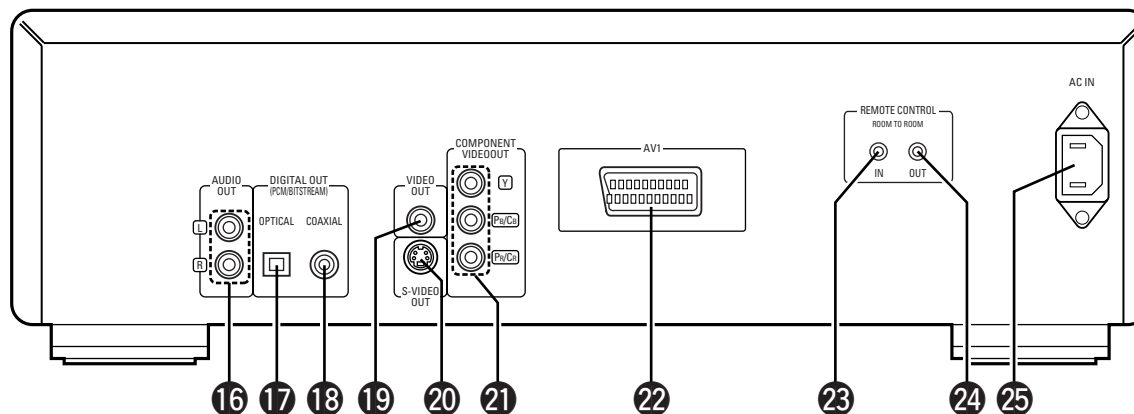 AC IN
REMOTE CONTROL
ROOM TO ROOM
IN
OUT
AV1
COMPONENT
VIDEOOUT
Y
PB/CB
PR/CR
VIDEO
OUT
S-VIDEO
OUT
AUDIO
OUT
L
R
DIGITAL OUT
(PCM/BITSTREAM)
OPTICAL
COAXIAL
16
17
18
19
20
21
22
23
24
25